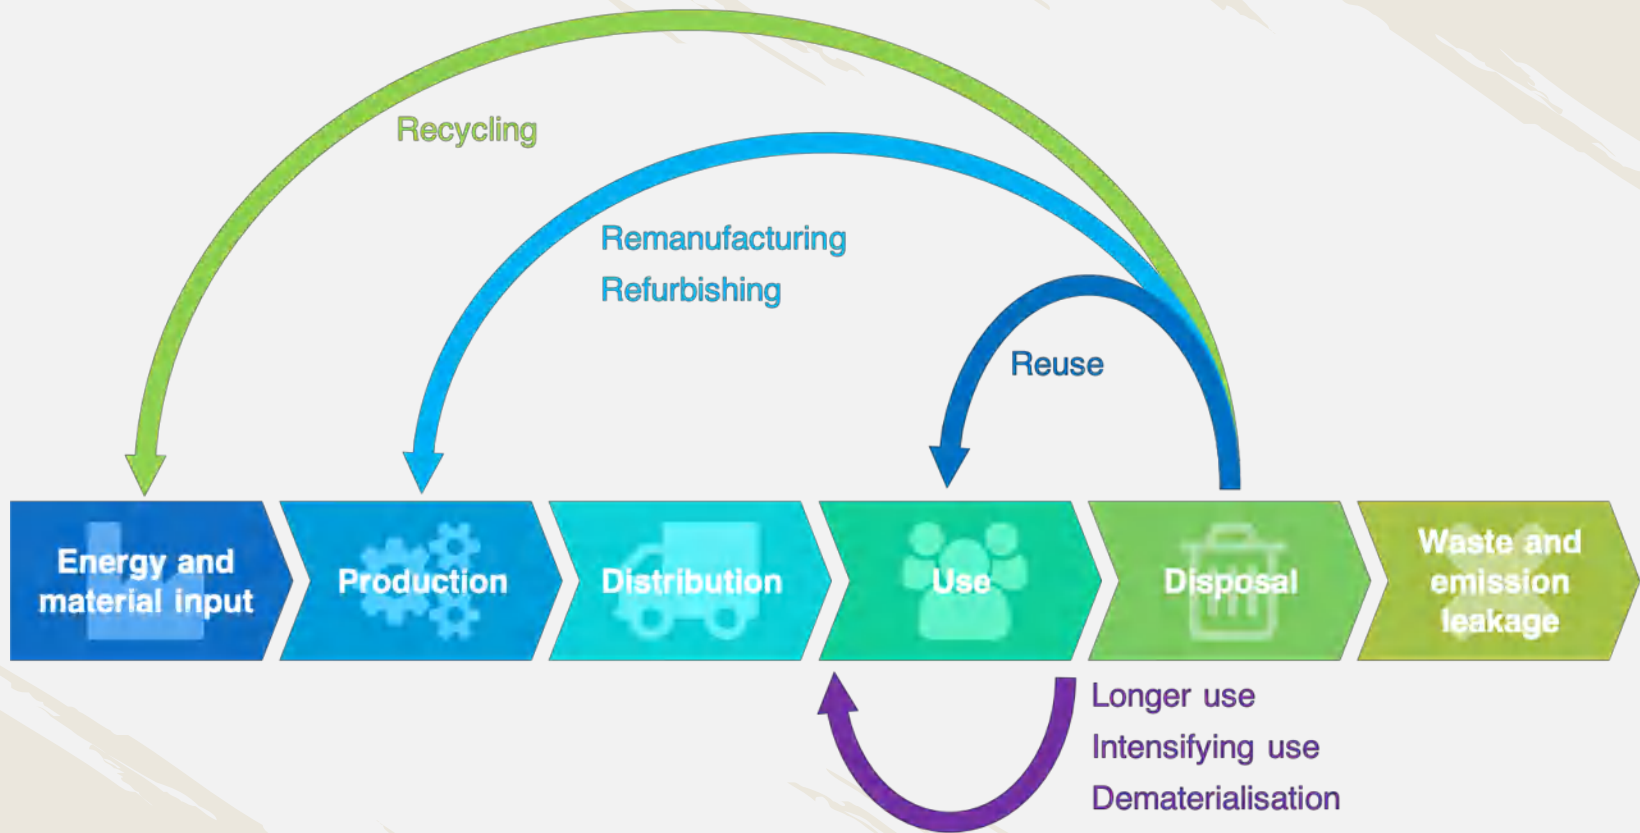 Recycling
Remanufacturing
Refurbishing
Reuse
Energy and
material input
Production
Distribution
Use
Disposal
Waste and
emission
leakage
Longer use
Intensifying use
Dematerialisation